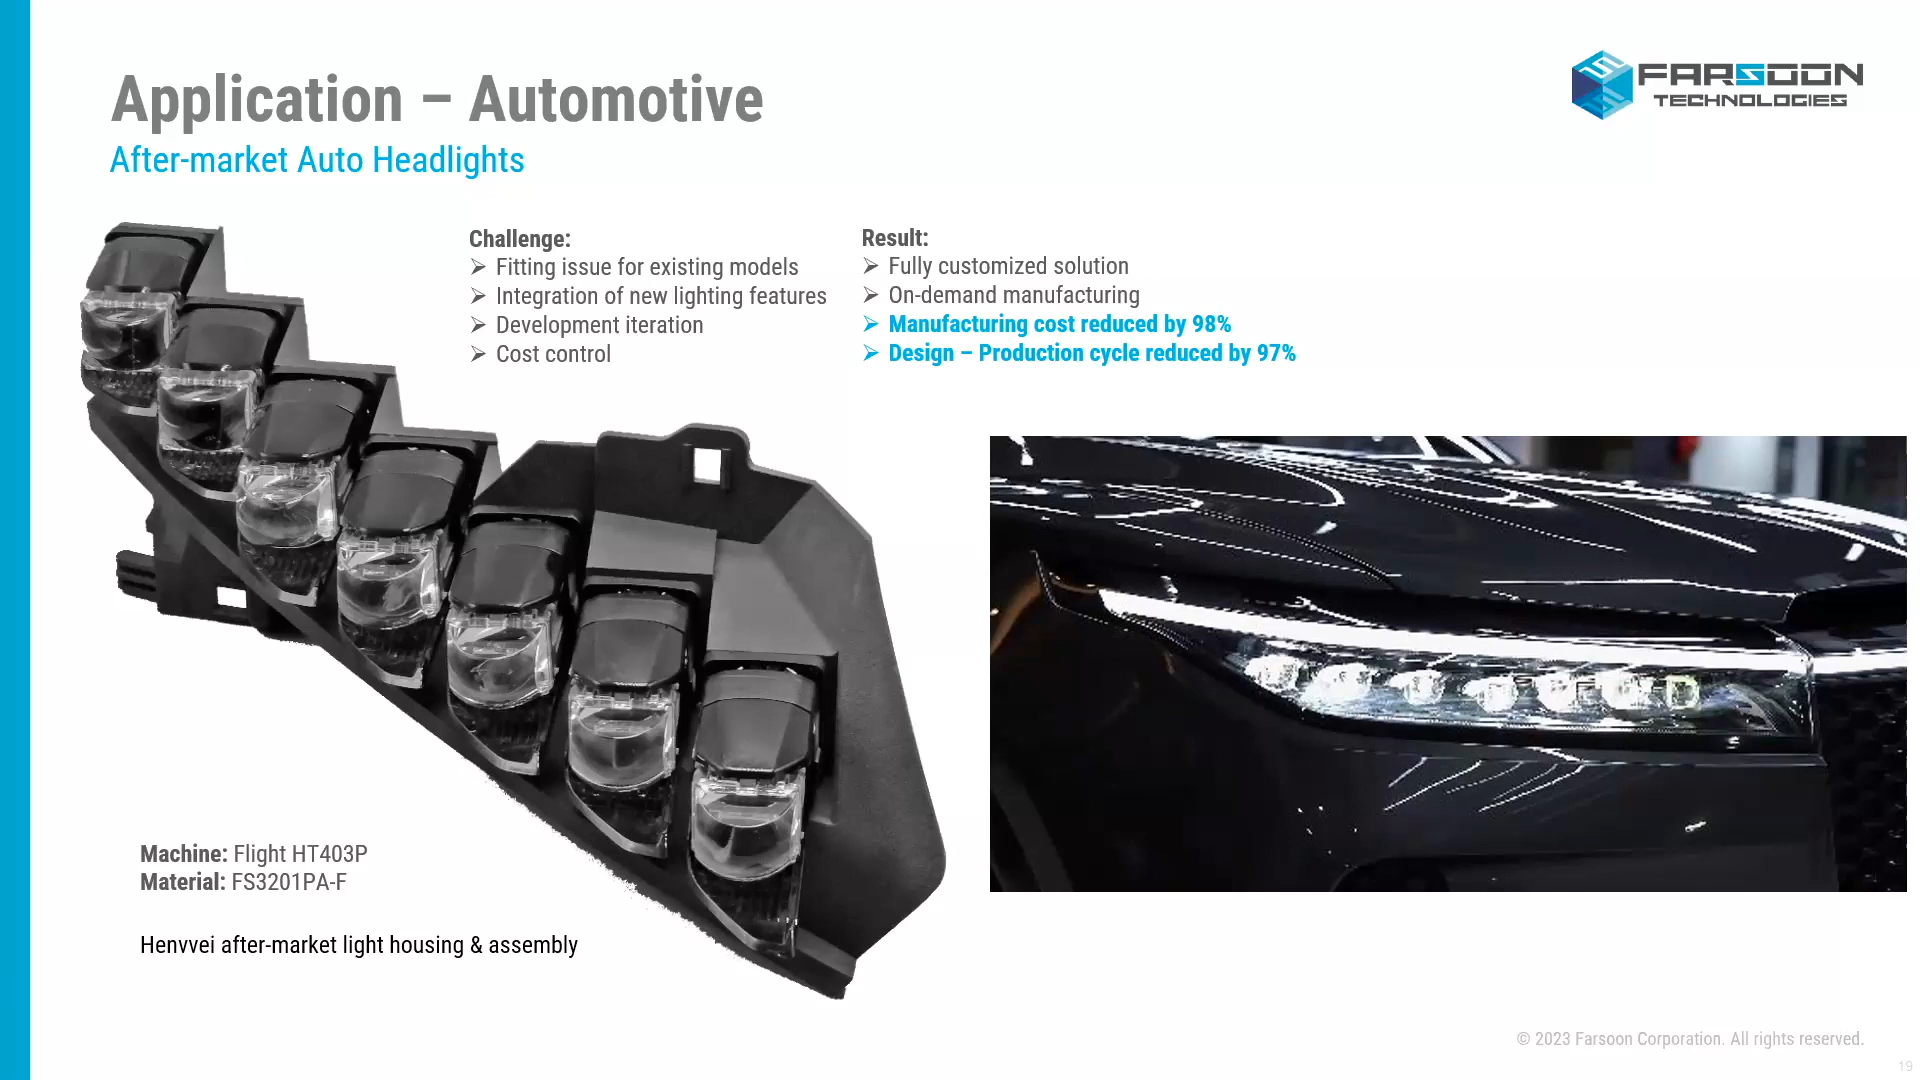 Application – Automotive
After-market Auto Headlights
FARSOON
TECHNOLOGIES
Challenge:
➢ Fitting issue for existing models
➢ Integration of new lighting features
➢ Development iteration
➢ Cost control
Result:
➢ Fully customized solution
➢ On-demand manufacturing
➢ Manufacturing cost reduced by 98%
➢ Design – Production cycle reduced by 97%
Machine: Flight HT403P
Material: FS3201PA-F
Henvvei after-market light housing & assembly
© 2023 Farsoon Corporation. All rights reserved.
19